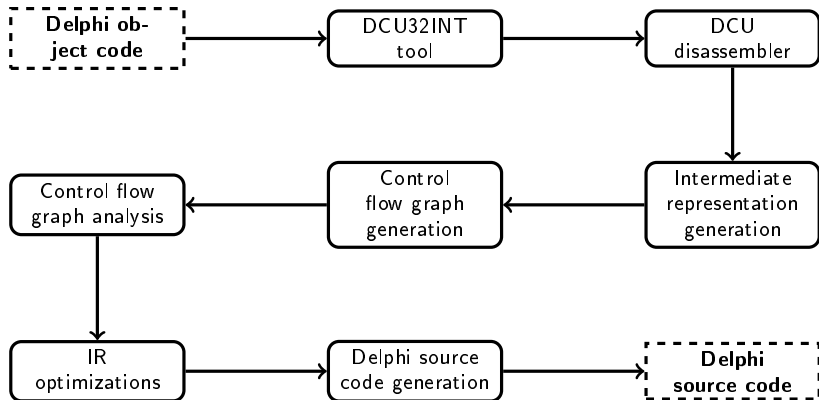 Delphi ob-
ject code
DCU32INT
tool
DCU
disassembler
Intermediate
representation
generation
Control
flow graph
generation
Control flow
graph analysis
IR
optimizations
Delphi source
code generation
Delphi
source code